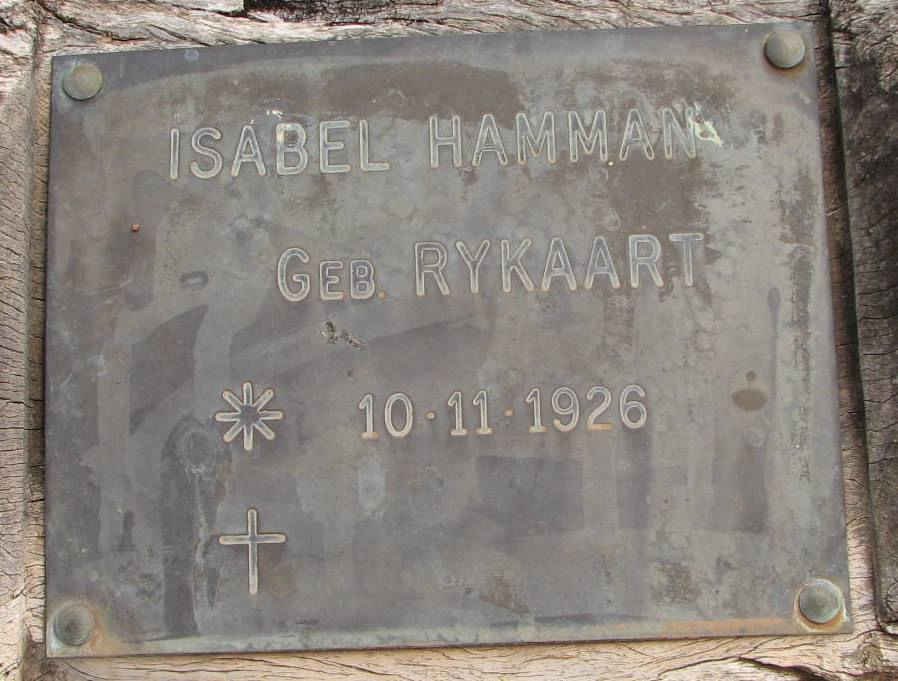 ISABEL HAMMAN
GEB. RYKAART
* 10·11·1926
†